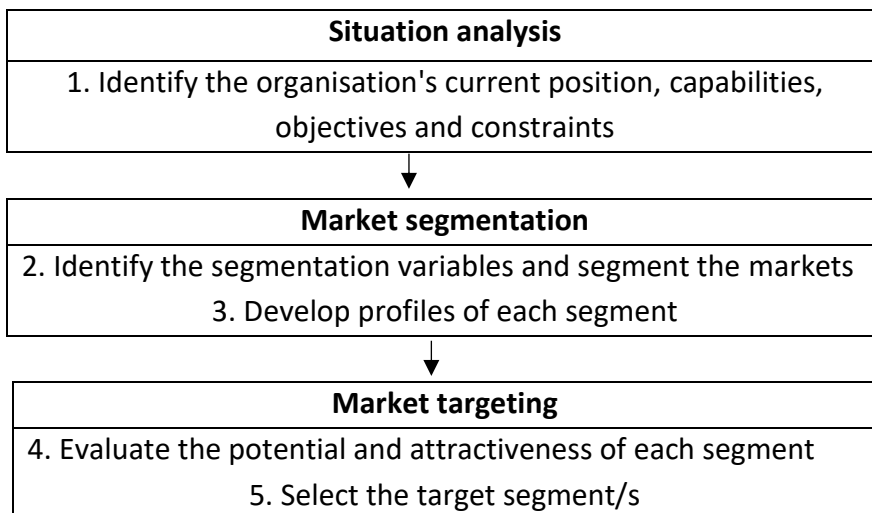 Situation analysis
1. Identify the organisation's current position, capabilities,
objectives and constraints
Market segmentation
2. Identify the segmentation variables and segment the markets
3. Develop profiles of each segment
Market targeting
4. Evaluate the potential and attractiveness of each segment
5. Select the target segment/s